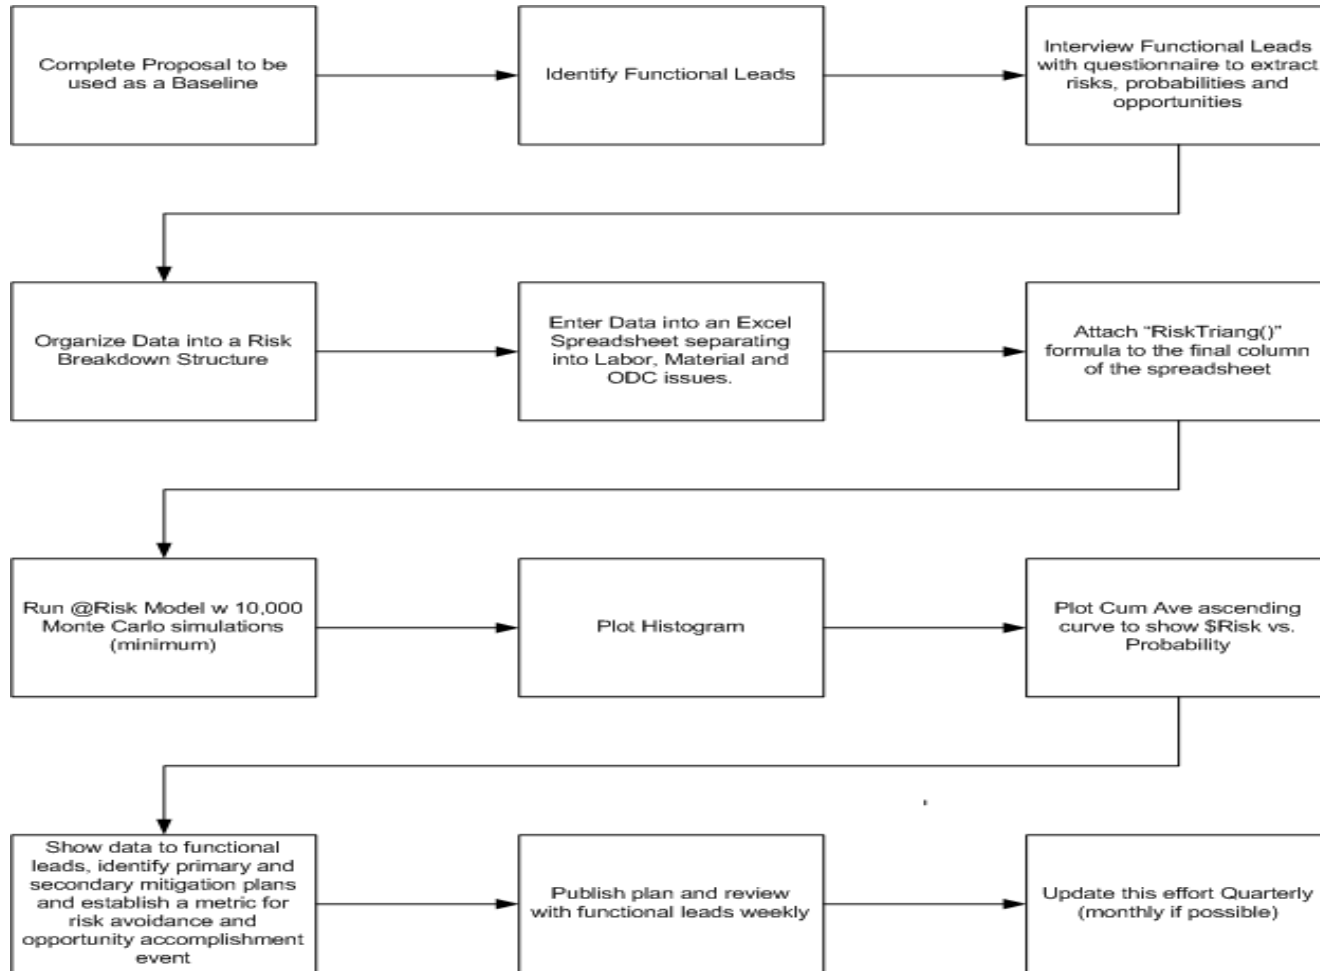 Complete Proposal to be
used as a Baseline
Identify Functional Leads
Interview Functional Leads
with questionnaire to extract
risks, probabilities and
opportunities
Organize Data into a Risk
Breakdown Structure
Enter Data into an Excel
Spreadsheet separating
into Labor, Material and
ODC issues.
Attach “RiskTriang()”
formula to the final column
of the spreadsheet
Run @Risk Model w 10,000
Monte Carlo simulations
(minimum)
Plot Histogram
Plot Cum Ave ascending
curve to show $Risk vs.
Probability
Show data to functional
leads, identify primary and
secondary mitigation plans
and establish a metric for
risk avoidance and
opportunity accomplishment
event
Publish plan and review
with functional leads weekly
Update this effort Quarterly
(monthly if possible)